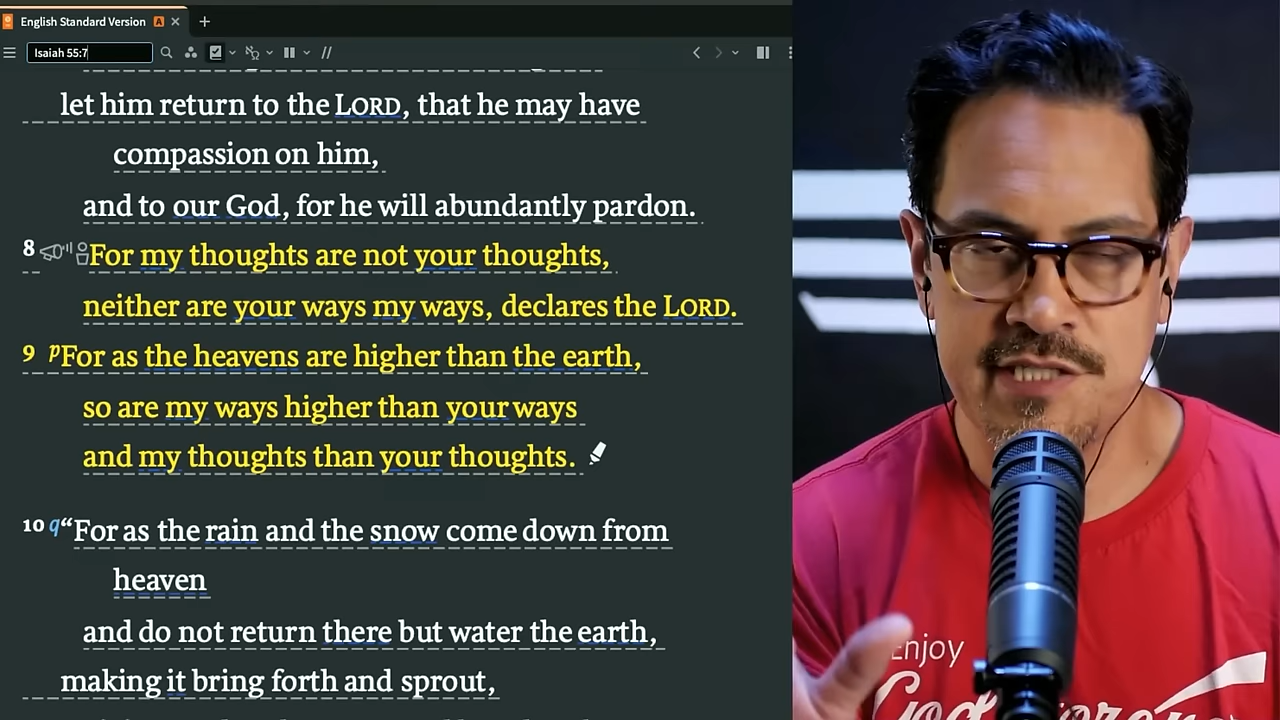 English Standard Version A
Isaiah 55:7
let him return to the LORD, that he may have
compassion on him,
and to our God, for he will abundantly pardon.
8 For my thoughts are not your thoughts,
neither are your ways my ways, declares the LORD.
9 pFor as the heavens are higher than the earth,
so are my ways higher than your ways
and my thoughts than your thoughts.
10 q“For as the rain and the snow come down from
heaven
and do not return there but water the earth,
making it bring forth and sprout,
Enjoy